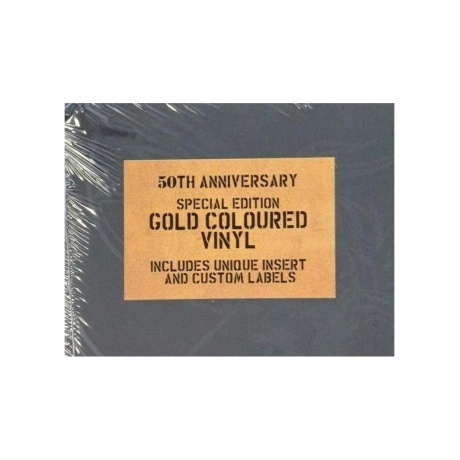 50TH ANNIVERSARY
SPECIAL EDITION
GOLD COLOURED
VINYL
INCLUDES UNIQUE INSERT
AND CUSTOM LABELS